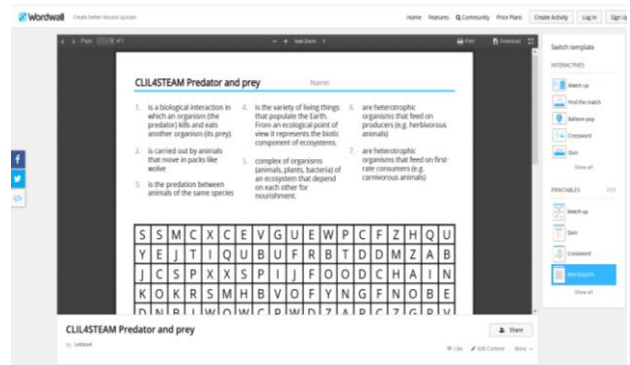 Wordwall Create better lessons quicker
Home Features Community Price Plans Create Activity Log In Sign Up
Page of 1 Auto Zoom Print Download
Switch template
INTERACTIVES
Match up
Find the match
Balloon pop
Crossword
Quiz
Show all
PRINTABLES PDF
Match up
Quiz
Crossword
Wordsearch
Show all
CLIL4STEAM Predator and prey Name:
1. is a biological interaction in
which an organism (the
predator) kills and eats
another organism (its prey).
2. is carried out by animals
that move in packs like
wolve
3. is the predation between
animals of the same species
4. is the variety of living things
that populate the Earth.
From an ecological point of
view it represents the biotic
component of ecosystems.
5. complex of organisms
(animals, plants, bacteria) of
an ecosystem that depend
on each other for
nourishment.
6. are heterotrophic
organisms that feed on
producers (e.g. herbivorous
animals)
7. are heterotrophic
organisms that feed on first-
rate consumers (e.g.
carnivorous animals)
S S M C X C E V G U E W P C F Z H Q U
Y E J T I Q U B U F R B T D D M Z A B
J C S P X X S P I J F O O D C H A I N
K O K R S M H B V O F Y N G F N O B E
CLIL4STEAM Predator and prey
Share
by
Like Edit Content More